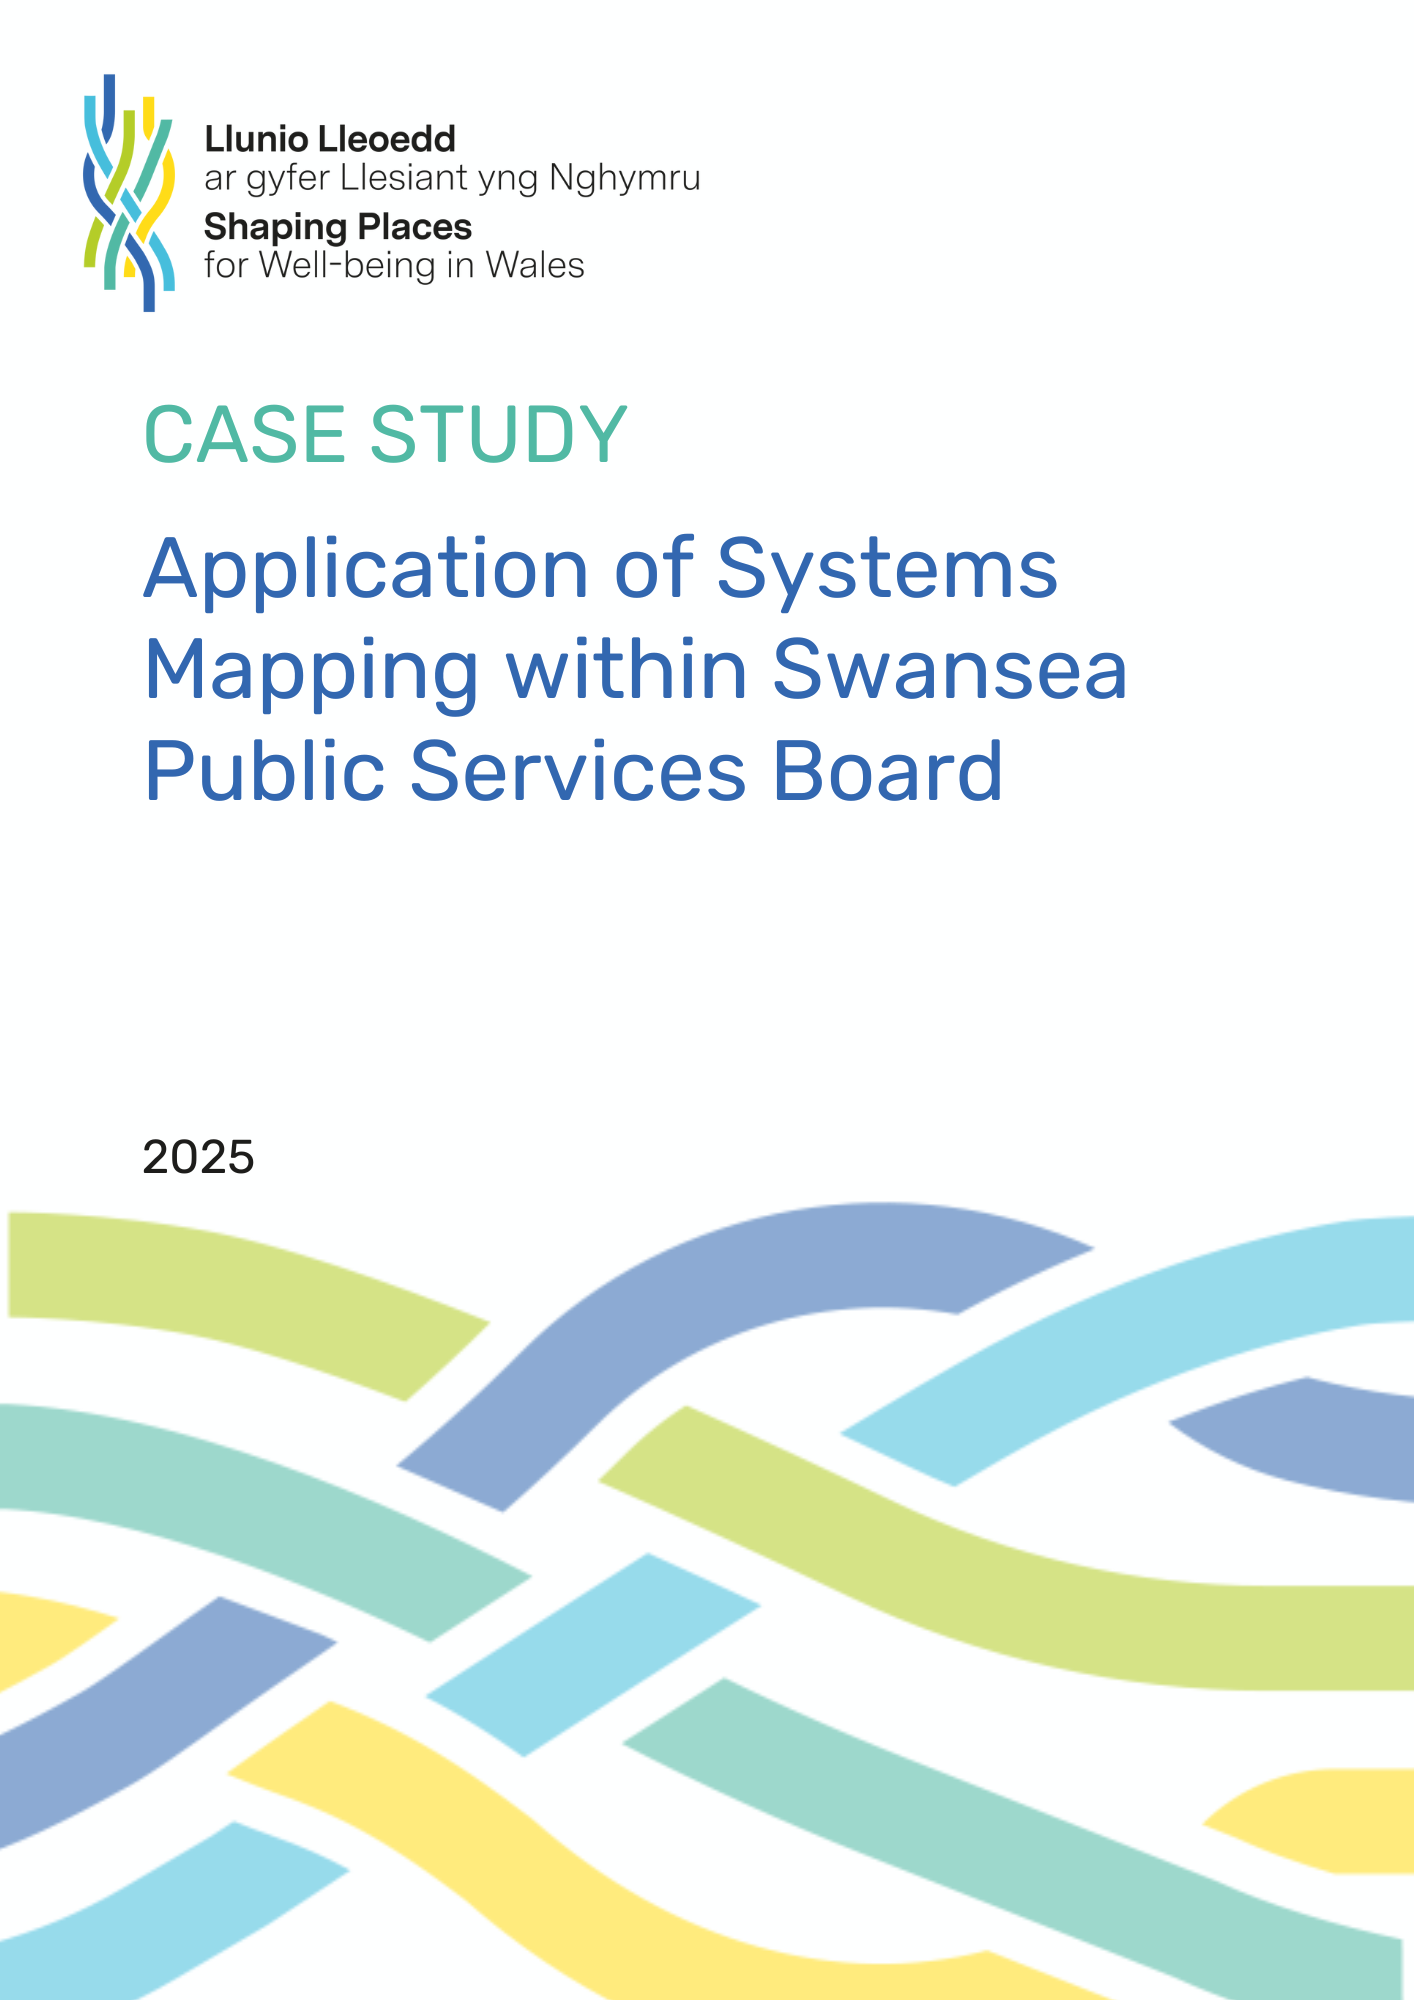 Llunio Lleoedd
ar gyfer Llesiant yng Nghymru
Shaping Places
for Well-being in Wales
CASE STUDY
Application of Systems
Mapping within Swansea
Public Services Board
2025